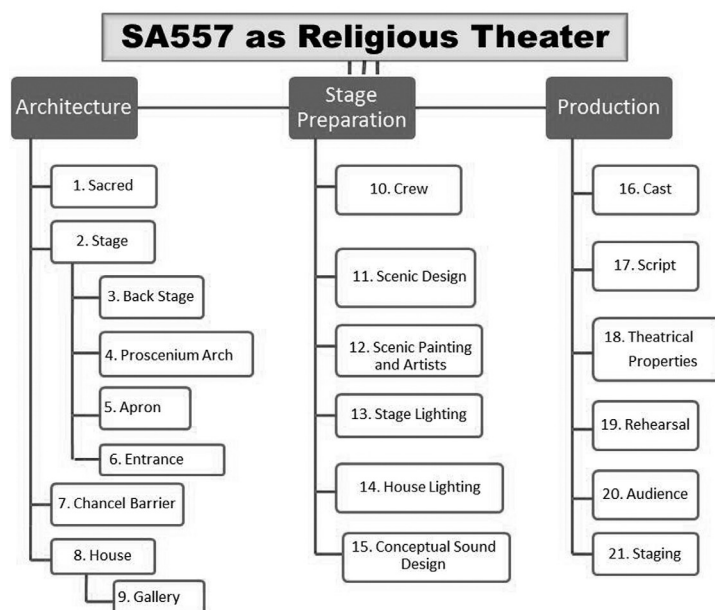 SA557 as Religious Theater
Architecture
1. Sacred
2. Stage
3. Back Stage
4. Proscenium Arch
5. Apron
6. Entrance
7. Chancel Barrier
8. House
9. Gallery
Stage
Preparation
10. Crew
11. Scenic Design
12. Scenic Painting
and Artists
13. Stage Lighting
14. House Lighting
15. Conceptual Sound
Design
Production
16. Cast
17. Script
18. Theatrical
Properties
19. Rehearsal
20. Audience
21. Staging